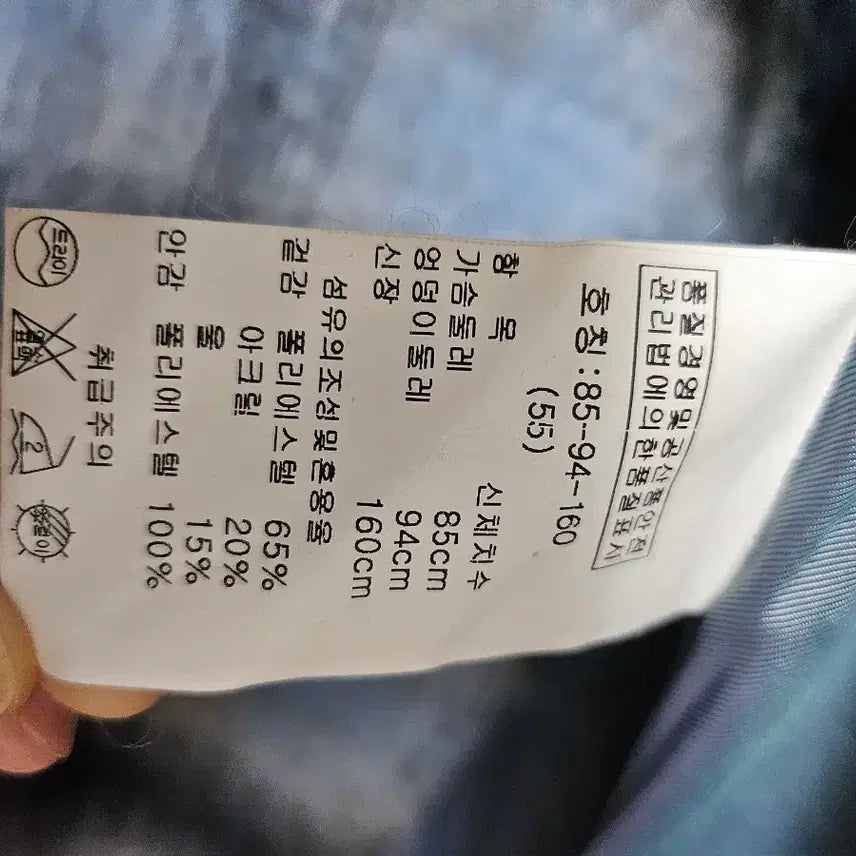 품질경영및공산품안전
관리법에의한품질표시
호칭:85-94-160
(55)
항 목 신체치수
가슴둘레 85cm
엉덩이둘레 94cm
신장 160cm
섬유의조성및혼용율
겉감 폴리에스텔 65%
아크릴 20%
울 15%
안감 폴리에스텔 100%
취급주의
드라이
2
옷걸이